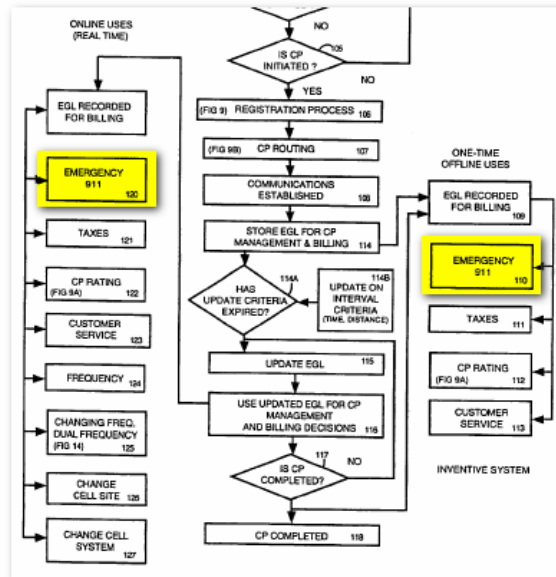 ONLINE USES
(REAL TIME)
EGL RECORDED
FOR BILLING
EMERGENCY
911
120
TAXES
121
CP RATING
(FIG 9A)
122
CUSTOMER
SERVICE
123
FREQUENCY
124
CHANGING FREQ.
DUAL FREQUENCY
(FIG 14)
125
CHANGE
CELL SITE
126
CHANGE CELL
SYSTEM
127
NO
105
IS CP
INITIATED ?
NO
YES
(FIG 9) REGISTRATION PROCESS
106
(FIG 9B) CP ROUTING
107
COMMUNICATIONS
ESTABLISHED
108
STORE EGL FOR CP
MANAGEMENT & BILLING
114
114A
HAS
UPDATE CRITERIA
EXPIRED?
114B
UPDATE ON
INTERVAL
CRITERIA
(TIME, DISTANCE)
UPDATE EGL
115
USE UPDATED EGL FOR CP
MANAGEMENT
AND BILLING DECISIONS
116
117
NO
IS CP
COMPLETED?
CP COMPLETED
118
ONE-TIME
OFFLINE USES
EGL RECORDED
FOR BILLING
109
EMERGENCY
911
110
TAXES
111
CP RATING
(FIG 9A)
112
CUSTOMER
SERVICE
113
INVENTIVE SYSTEM